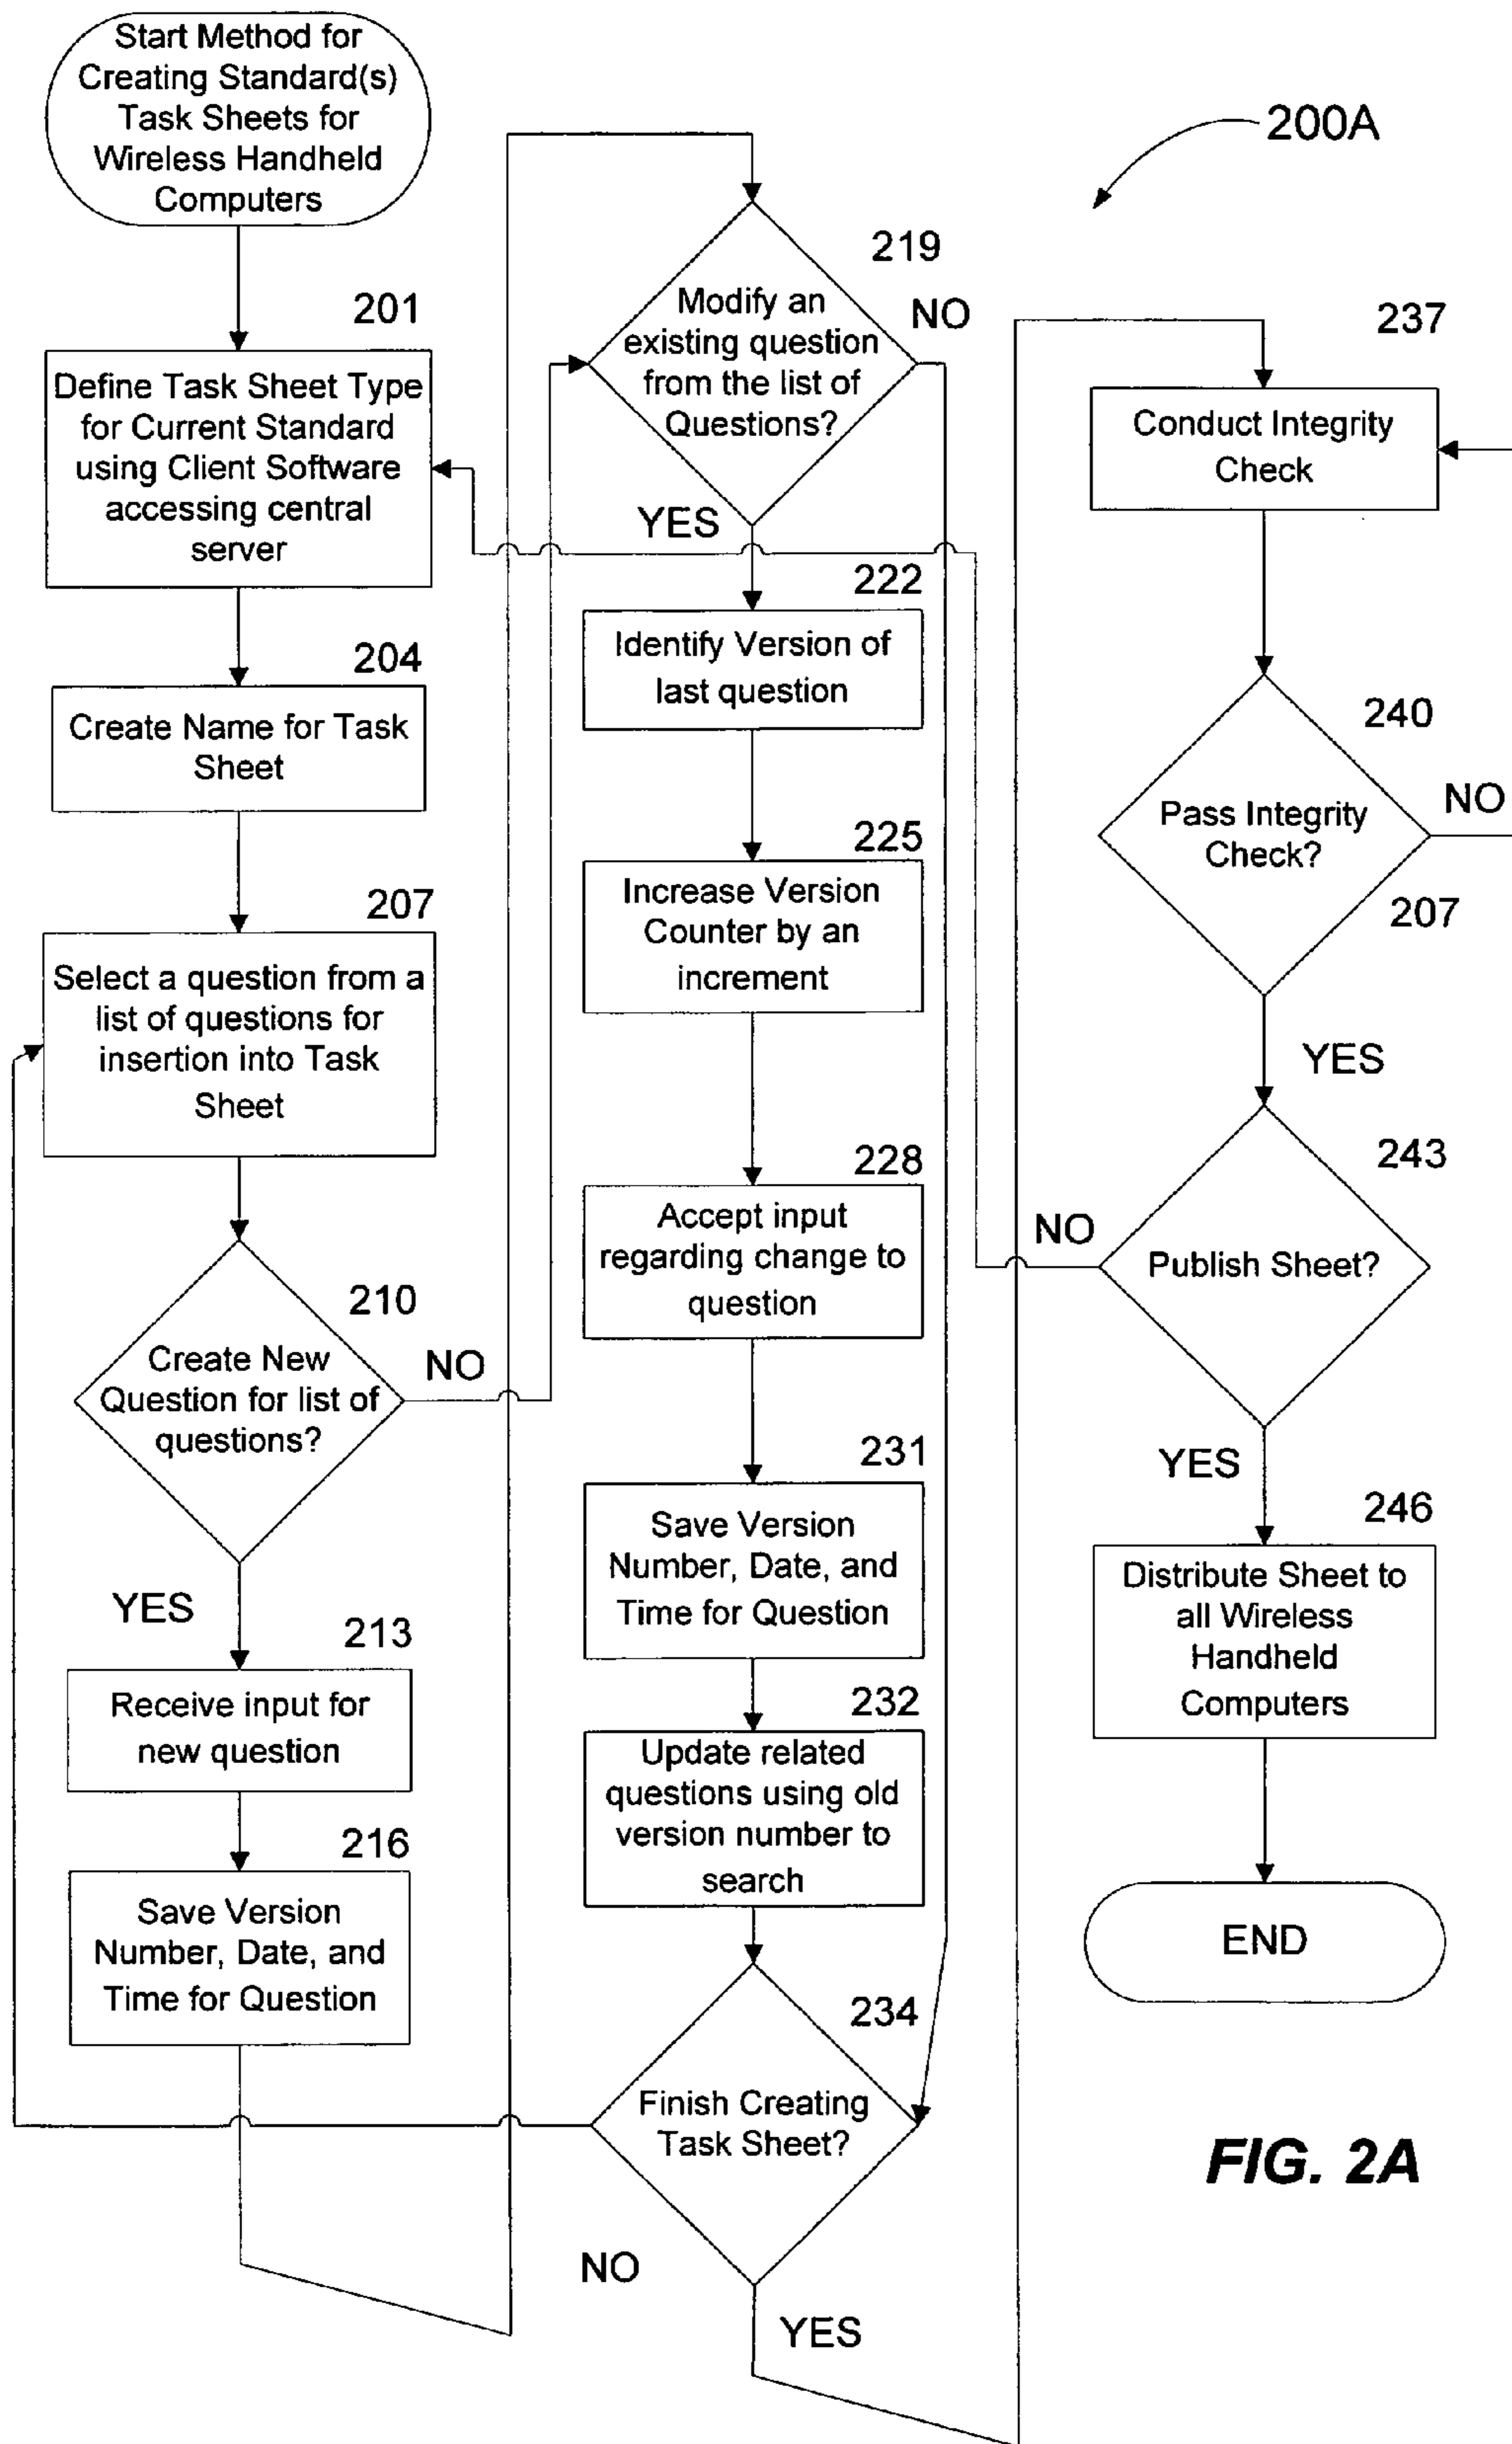 Start Method for
Creating Standard(s)
Task Sheets for
Wireless Handheld
Computers
201
Define Task Sheet Type
for Current Standard
using Client Software
accessing central
server
204
Create Name for Task
Sheet
207
Select a question from a
list of questions for
insertion into Task
Sheet
210
Create New
Question for list of
questions?
NO
YES
213
Receive input for
new question
216
Save Version
Number, Date, and
Time for Question
219
Modify an
existing question
from the list of
Questions?
NO
YES
222
Identify Version of
last question
225
Increase Version
Counter by an
increment
228
Accept input
regarding change to
question
231
Save Version
Number, Date, and
Time for Question
232
Update related
questions using old
version number to
search
234
Finish Creating
Task Sheet?
NO
YES
200A
237
Conduct Integrity
Check
240
Pass Integrity
Check?
NO
207
YES
243
Publish Sheet?
NO
YES
246
Distribute Sheet to
all Wireless
Handheld
Computers
END
FIG. 2A